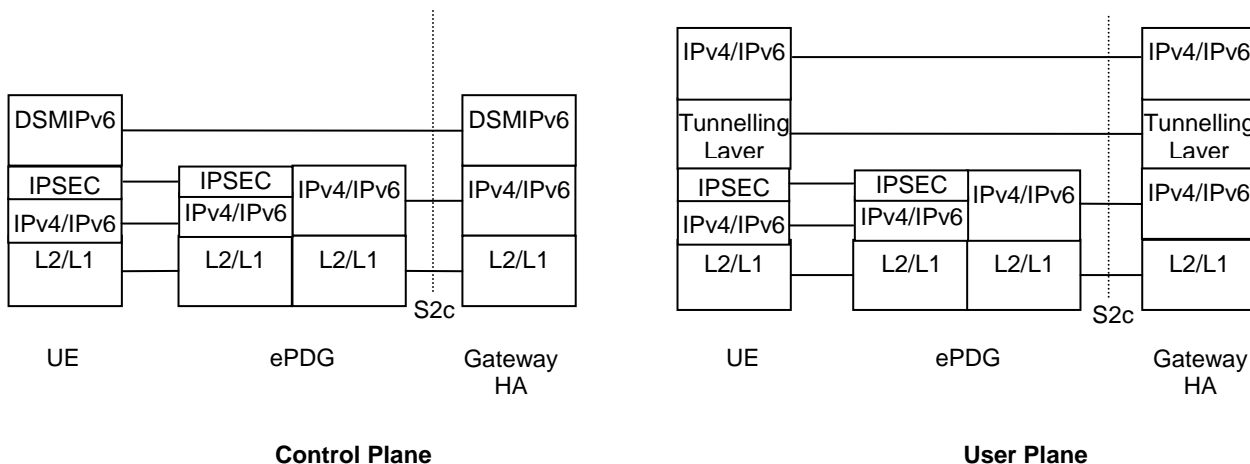 DSMIPv6 DSMIPv6
IPSEC IPSEC IPv4/IPv6 IPv4/IPv6
IPv4/IPv6 IPv4/IPv6
L2/L1 L2/L1 L2/L1 L2/L1
S2c
UE ePDG Gateway
HA
Control Plane
IPv4/IPv6 IPv4/IPv6
Tunnelling Tunnelling
Layer Layer
IPSEC IPSEC IPv4/IPv6 IPv4/IPv6
IPv4/IPv6 IPv4/IPv6
L2/L1 L2/L1 L2/L1 L2/L1
S2c
UE ePDG Gateway
HA
User Plane